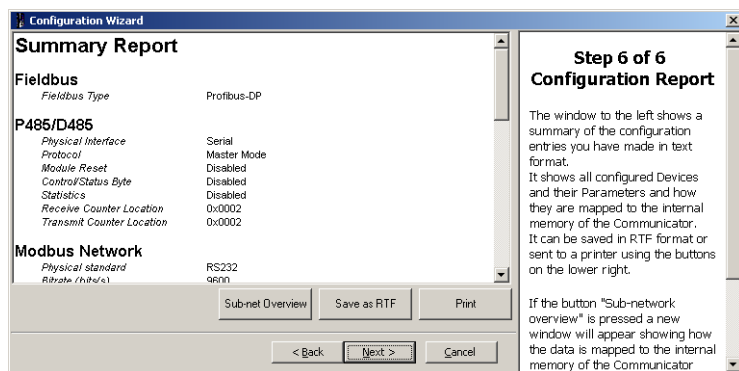 Configuration Wizard
Summary Report
Fieldbus
Fieldbus Type Profibus-DP
P485/D485
Physical Interface Serial
Protocol Master Mode
Module Reset Disabled
Control/Status Byte Disabled
Statistics Disabled
Receive Counter Location 0x0002
Transmit Counter Location 0x0002
Modbus Network
Physical standard RS232
Bitrate (bits/s) 9600
Sub-net Overview Save as RTF Print
< Back Next > Cancel
Step 6 of 6
Configuration Report
The window to the left shows a
summary of the configuration
entries you have made in text
format.
It shows all configured Devices
and their Parameters and how
they are mapped to the internal
memory of the Communicator.
It can be saved in RTF format or
sent to a printer using the buttons
on the lower right.
If the button "Sub-network
overview" is pressed a new
window will appear showing how
the data is mapped to the internal
memory of the Communicator